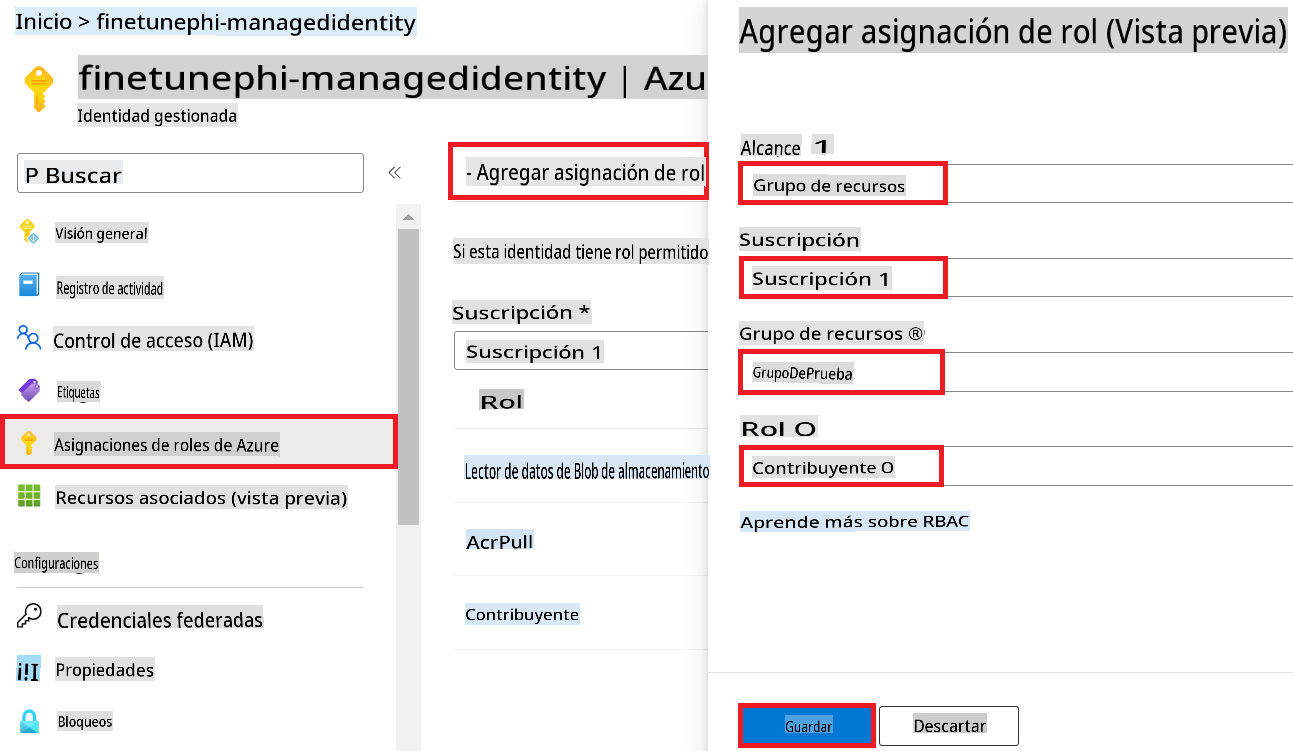 Inicio > finetunephi-managedidentity
finetunephi-managedidentity | Azu
Identidad gestionada
P Buscar
«
Visión general
Registro de actividad
Control de acceso (IAM)
Etiquetas
Asignaciones de roles de Azure
Recursos asociados (vista previa)
Configuraciones
Credenciales federadas
Propiedades
Bloqueos
- Agregar asignación de rol
Si esta identidad tiene rol permitido
Suscripción *
Suscripción 1
Rol
Lector de datos de Blob de almacenamiento
AcrPull
Contribuyente
Agregar asignación de rol (Vista previa)
Alcance 1
Grupo de recursos
Suscripción
Suscripción 1
Grupo de recursos ®
GrupoDePrueba
Rol O
Contribuyente O
Aprende más sobre RBAC
Guardar
Descartar